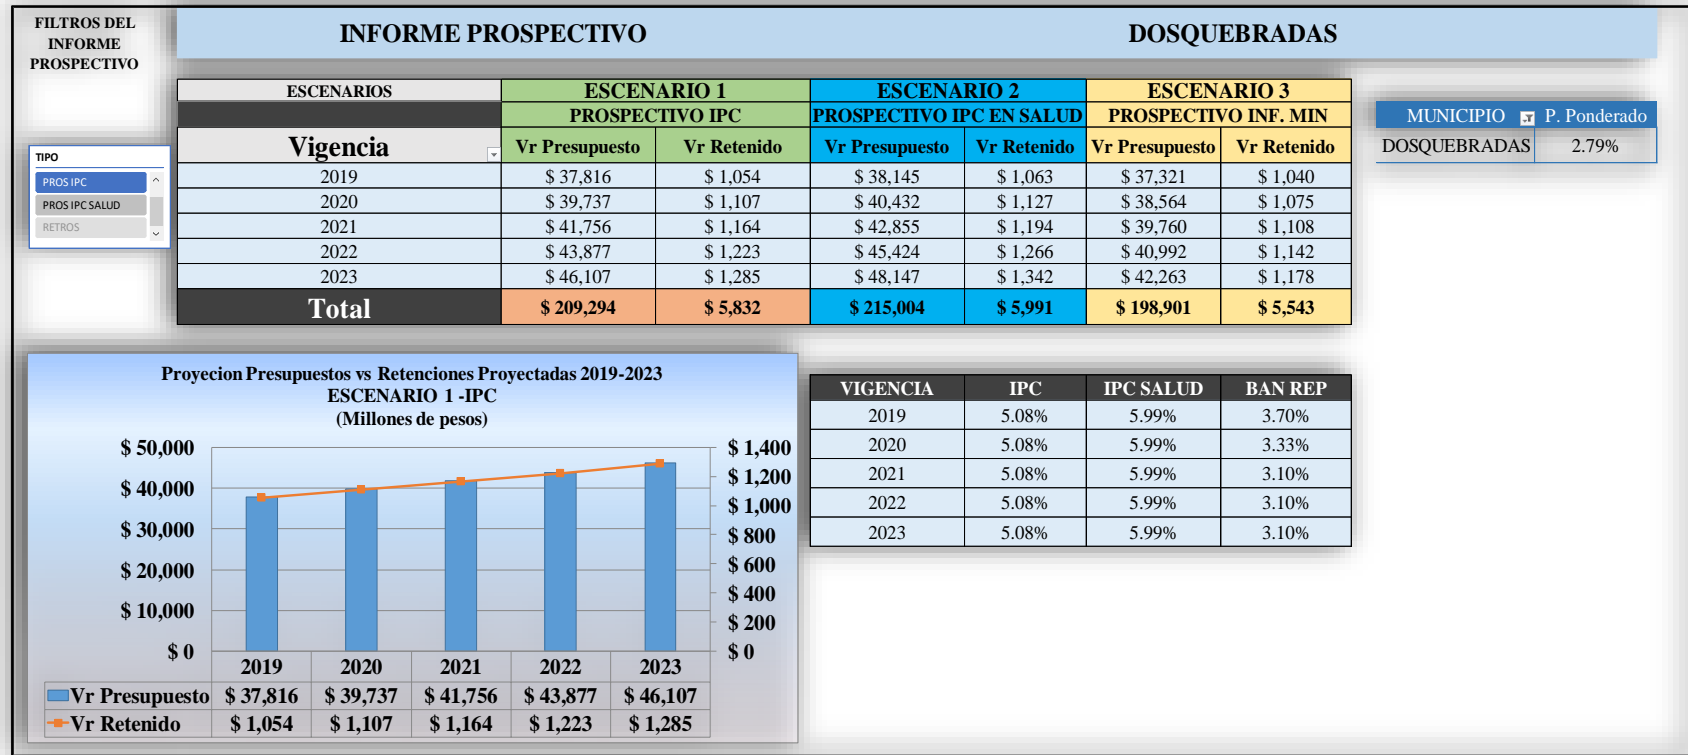 FILTROS DEL
INFORME
PROSPECTIVO
INFORME PROSPECTIVO DOSQUEBRADAS
ESCENARIOS ESCENARIO 1 ESCENARIO 2 ESCENARIO 3
PROSPECTIVO IPC PROSPECTIVO IPC EN SALUD PROSPECTIVO INF. MIN
Vigencia Vr Presupuesto Vr Retenido Vr Presupuesto Vr Retenido Vr Presupuesto Vr Retenido
2019 $ 37,816 $ 1,054 $ 38,145 $ 1,063 $ 37,321 $ 1,040
2020 $ 39,737 $ 1,107 $ 40,432 $ 1,127 $ 38,564 $ 1,075
2021 $ 41,756 $ 1,164 $ 42,855 $ 1,194 $ 39,760 $ 1,108
2022 $ 43,877 $ 1,223 $ 45,424 $ 1,266 $ 40,992 $ 1,142
2023 $ 46,107 $ 1,285 $ 48,147 $ 1,342 $ 42,263 $ 1,178
Total $ 209,294 $ 5,832 $ 215,004 $ 5,991 $ 198,901 $ 5,543
MUNICIPIO P. Ponderado
DOSQUEBRADAS 2.79%
TIPO
PROS IPC
PROS IPC SALUD
RETROS
Proyecion Presupuestos vs Retenciones Proyectadas 2019-2023
ESCENARIO 1 -IPC
(Millones de pesos)
$ 50,000
$ 40,000
$ 30,000
$ 20,000
$ 10,000
$ 0
$ 1,400
$ 1,200
$ 1,000
$ 800
$ 600
$ 400
$ 200
$ 0
2019 2020 2021 2022 2023
Vr Presupuesto $ 37,816 $ 39,737 $ 41,756 $ 43,877 $ 46,107
Vr Retenido $ 1,054 $ 1,107 $ 1,164 $ 1,223 $ 1,285
VIGENCIA IPC IPC SALUD BAN REP
2019 5.08% 5.99% 3.70%
2020 5.08% 5.99% 3.33%
2021 5.08% 5.99% 3.10%
2022 5.08% 5.99% 3.10%
2023 5.08% 5.99% 3.10%